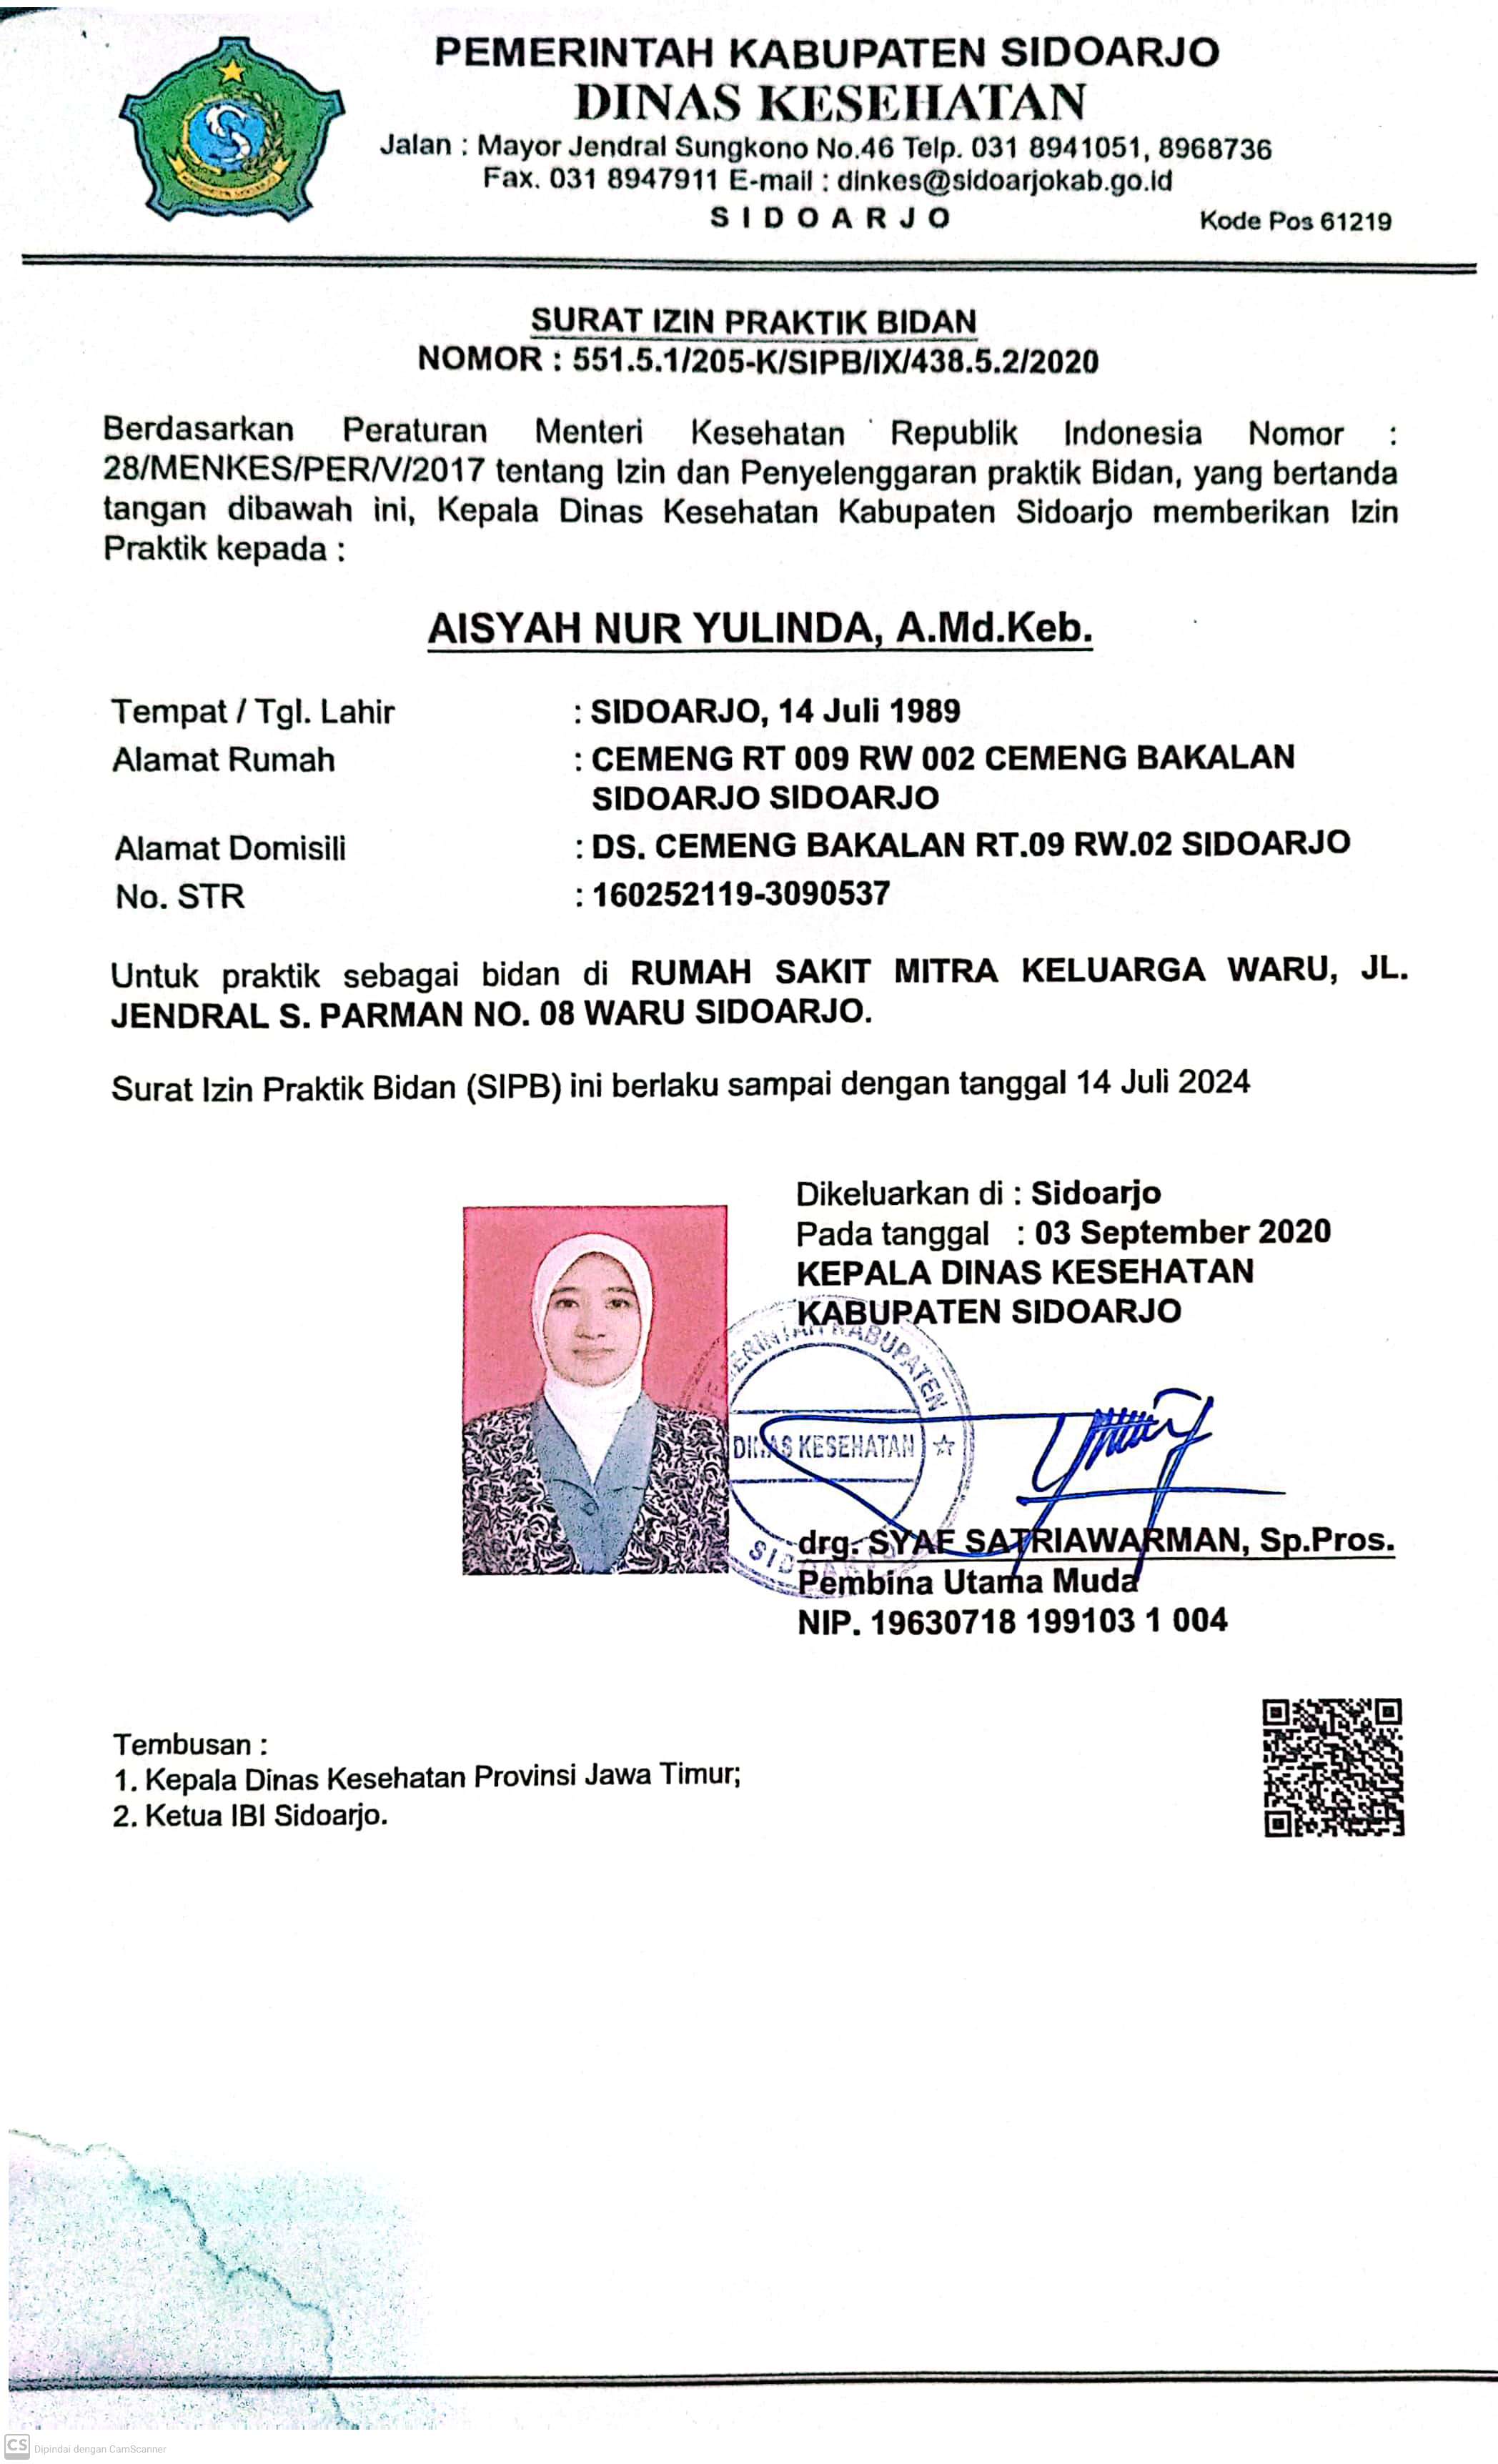 PEMERINTAH KABUPATEN SIDOARJO
DINAS KESEHATAN
Jalan : Mayor Jendral Sungkono No.46 Telp. 031 8941051, 8968736
Fax. 031 8947911 E-mail : dinkes@sidoarjokab.go.id
S I D O A R J O
Kode Pos 61219
SURAT IZIN PRAKTIK BIDAN
NOMOR : 551.5.1/205-K/SIPB/IX/438.5.2/2020
Berdasarkan Peraturan Menteri Kesehatan Republik Indonesia Nomor :
28/MENKES/PER/V/2017 tentang Izin dan Penyelenggaran praktik Bidan, yang bertanda
tangan dibawah ini, Kepala Dinas Kesehatan Kabupaten Sidoarjo memberikan Izin
Praktik kepada :
AISYAH NUR YULINDA, A.Md.Keb.
Tempat / Tgl. Lahir : SIDOARJO, 14 Juli 1989
Alamat Rumah : CEMENG RT 009 RW 002 CEMENG BAKALAN
SIDOARJO SIDOARJO
Alamat Domisili : DS. CEMENG BAKALAN RT.09 RW.02 SIDOARJO
No. STR : 160252119-3090537
Untuk praktik sebagai bidan di RUMAH SAKIT MITRA KELUARGA WARU, JL.
JENDRAL S. PARMAN NO. 08 WARU SIDOARJO.
Surat Izin Praktik Bidan (SIPB) ini berlaku sampai dengan tanggal 14 Juli 2024
Dikeluarkan di : Sidoarjo
Pada tanggal : 03 September 2020
KEPALA DINAS KESEHATAN
KABUPATEN SIDOARJO
KABUPATEN
DINAS KESEHATAN
drg. SYAF SATRIAWARMAN, Sp.Pros.
Pembina Utama Muda
NIP. 19630718 199103 1 004
Tembusan :
1. Kepala Dinas Kesehatan Provinsi Jawa Timur;
2. Ketua IBI Sidoarjo.
CS Dipindai dengan CamScanner